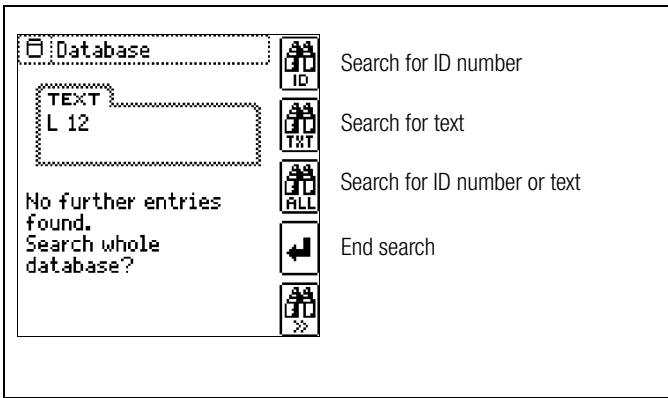 Database
ID
Search for ID number
TEXT
L 12
TXT
Search for text
ALL
Search for ID number or text
No further entries
found.
Search whole
database?
End search
>>